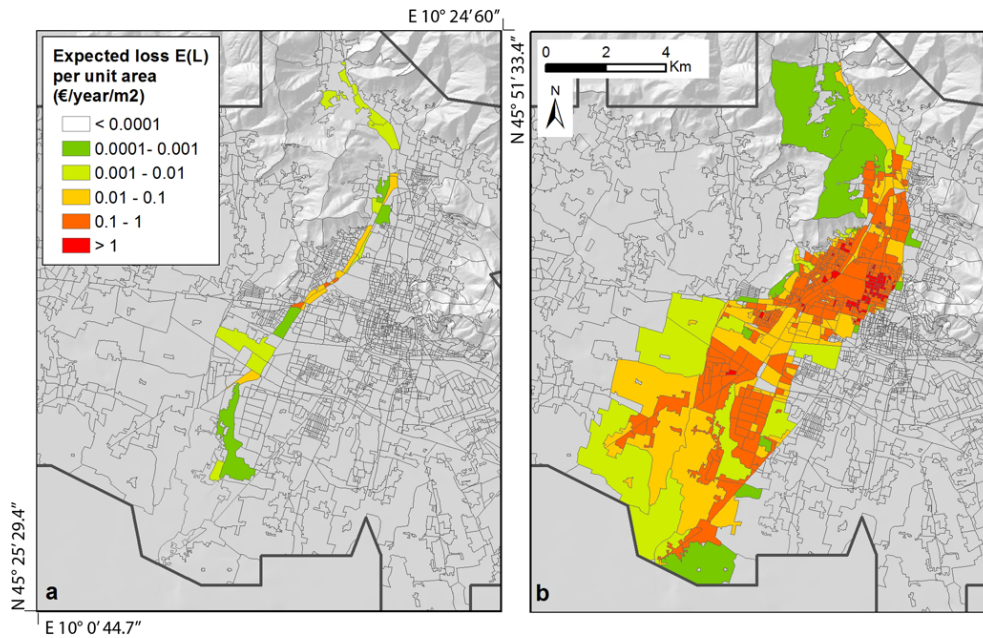 E 10° 24′ 60″
Expected loss E(L)
per unit area
(€/year/m2)
< 0.0001
0.0001- 0.001
0.001 - 0.01
0.01 - 0.1
0.1 - 1
> 1
0 2 4
Km
N
N 45° 51′ 33.4″
N 45° 25′ 29.4″
a
b
E 10° 0′ 44.7″